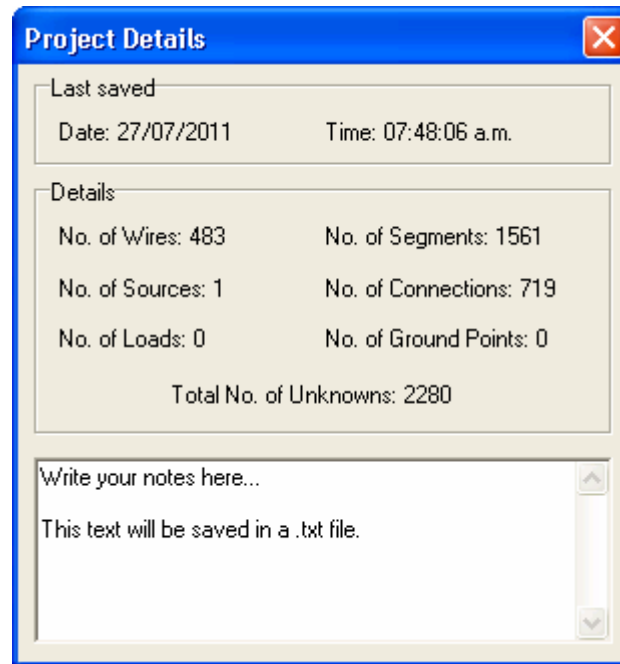 Project Details
Last saved
Date: 27/07/2011 Time: 07:48:06 a.m.
Details
No. of Wires: 483 No. of Segments: 1561
No. of Sources: 1 No. of Connections: 719
No. of Loads: 0 No. of Ground Points: 0
Total No. of Unknowns: 2280
Write your notes here...
This text will be saved in a .txt file.